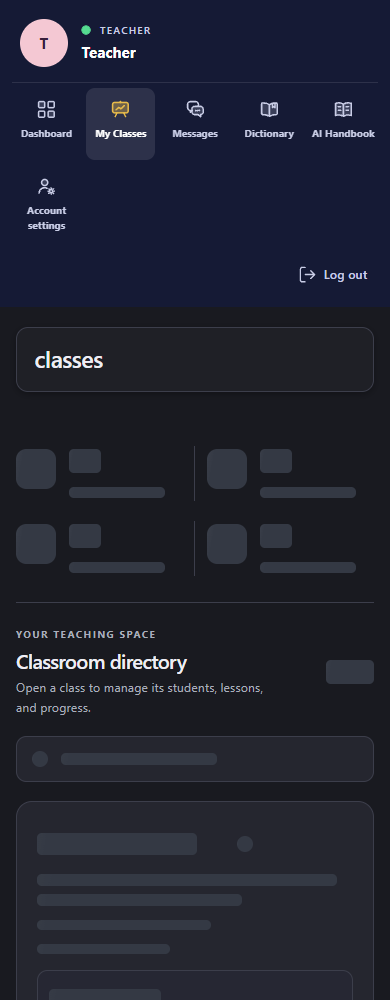 T
TEACHER
Teacher
Dashboard
My Classes
Messages
Dictionary
AI Handbook
Account
settings
Log out
classes
YOUR TEACHING SPACE
Classroom directory
Open a class to manage its students, lessons,
and progress.